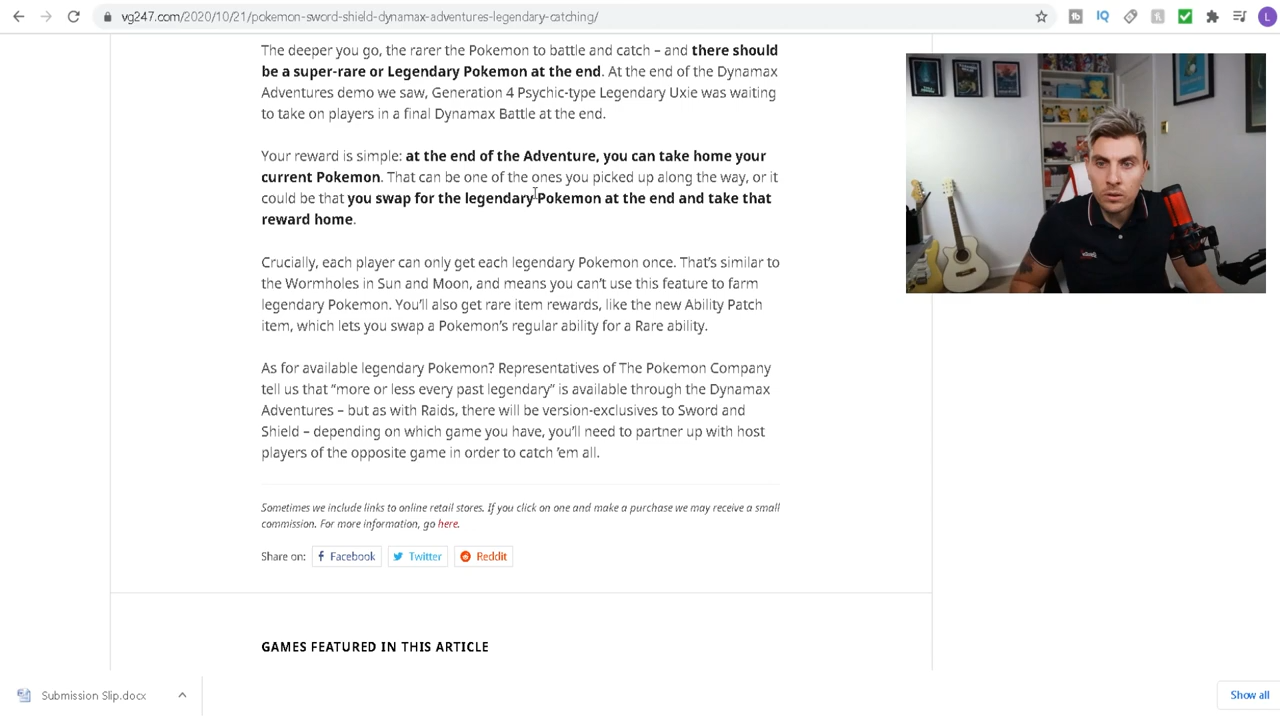 vg247.com/2020/10/21/pokemon-sword-shield-dynamax-adventures-legendary-catching/
The deeper you go, the rarer the Pokemon to battle and catch – and there should
be a super-rare or Legendary Pokemon at the end. At the end of the Dynamax
Adventures demo we saw, Generation 4 Psychic-type Legendary Uxie was waiting
to take on players in a final Dynamax Battle at the end.
Your reward is simple: at the end of the Adventure, you can take home your
current Pokemon. That can be one of the ones you picked up along the way, or it
could be that you swap for the legendary Pokemon at the end and take that
reward home.
Crucially, each player can only get each legendary Pokemon once. That’s similar to
the Wormholes in Sun and Moon, and means you can’t use this feature to farm
legendary Pokemon. You’ll also get rare item rewards, like the new Ability Patch
item, which lets you swap a Pokemon’s regular ability for a Rare ability.
As for available legendary Pokemon? Representatives of The Pokemon Company
tell us that “more or less every past legendary” is available through the Dynamax
Adventures – but as with Raids, there will be version-exclusives to Sword and
Shield – depending on which game you have, you’ll need to partner up with host
players of the opposite game in order to catch ’em all.
Sometimes we include links to online retail stores. If you click on one and make a purchase we may receive a small
commission. For more information, go here.
Share on: Facebook Twitter Reddit
GAMES FEATURED IN THIS ARTICLE
Submission Slip.docx
Show all